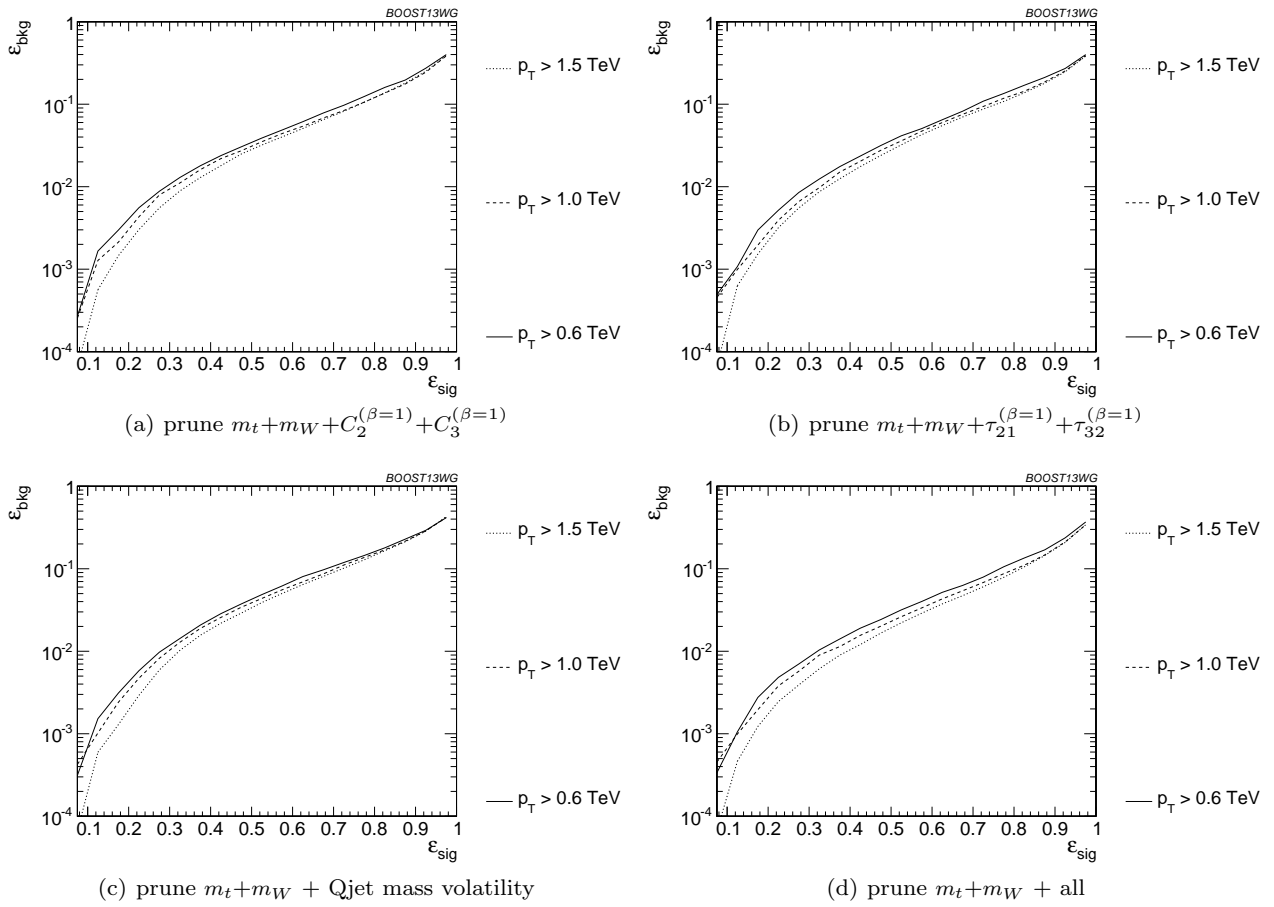 BOOST13WG
BOOST13WG
ε_bkg
1
10^-1
10^-2
10^-3
10^-4
0.1 0.2 0.3 0.4 0.5 0.6 0.7 0.8 0.9 1
ε_sig
p_T > 1.5 TeV
p_T > 1.0 TeV
p_T > 0.6 TeV
ε_bkg
1
10^-1
10^-2
10^-3
10^-4
0.1 0.2 0.3 0.4 0.5 0.6 0.7 0.8 0.9 1
ε_sig
p_T > 1.5 TeV
p_T > 1.0 TeV
p_T > 0.6 TeV
(a) prune m_t+m_W+C_2^(β=1)+C_3^(β=1)
(b) prune m_t+m_W+τ_21^(β=1)+τ_32^(β=1)
BOOST13WG
BOOST13WG
ε_bkg
1
10^-1
10^-2
10^-3
10^-4
0.1 0.2 0.3 0.4 0.5 0.6 0.7 0.8 0.9 1
ε_sig
p_T > 1.5 TeV
p_T > 1.0 TeV
p_T > 0.6 TeV
ε_bkg
1
10^-1
10^-2
10^-3
10^-4
0.1 0.2 0.3 0.4 0.5 0.6 0.7 0.8 0.9 1
ε_sig
p_T > 1.5 TeV
p_T > 1.0 TeV
p_T > 0.6 TeV
(c) prune m_t+m_W + Qjet mass volatility
(d) prune m_t+m_W + all